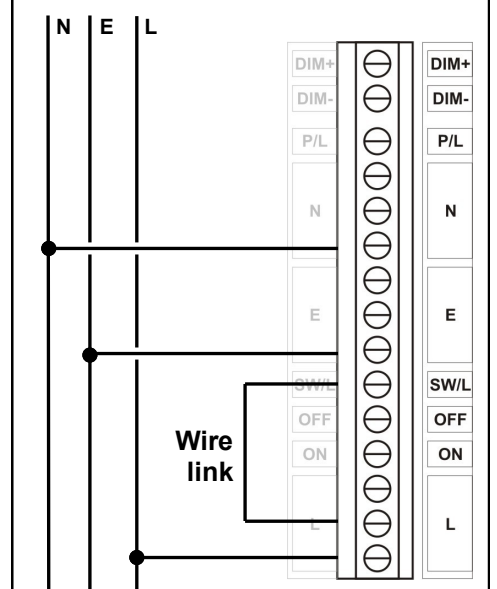 N E L
DIM+ DIM+
DIM- DIM-
P/L P/L
N N
E E
SW/L SW/L
OFF OFF
ON ON
Wire
link
L L